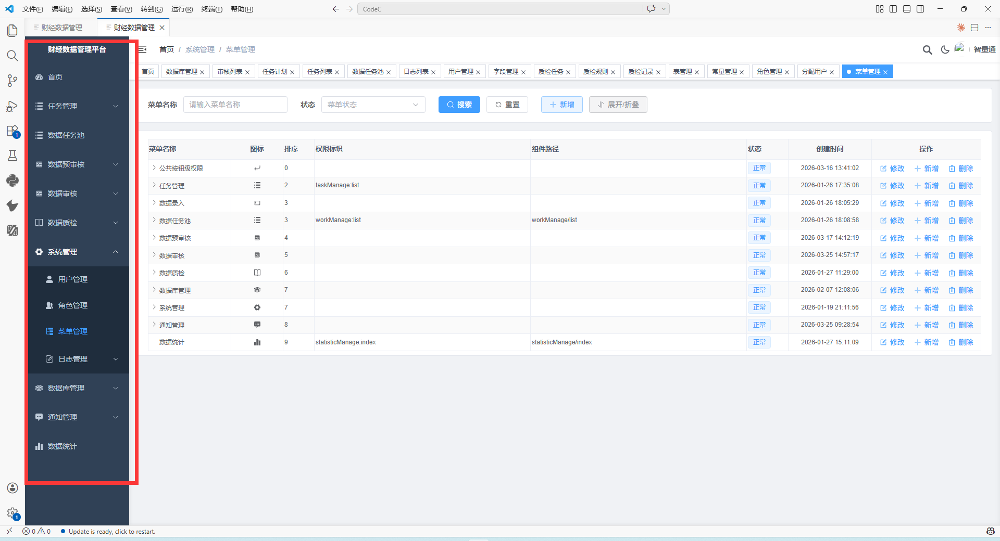 文件(F) 编辑(E) 选择(S) 查看(V) 转到(G) 运行(R) 终端(T) 帮助(H) CodeC
财经数据管理 财经数据管理
财经数据管理平台 首页 / 系统管理 / 菜单管理 智量通
首页 数据库管理 审核列表 任务计划 任务列表 数据任务池 日志列表 用户管理 字段管理 质检任务 质检规则 质检记录 表管理 常量管理 角色管理 分配用户 菜单管理
首页
任务管理
数据任务池
数据预审核
数据审核
数据质检
系统管理
用户管理
角色管理
菜单管理
日志管理
数据库管理
通知管理
数据统计
菜单名称 请输入菜单名称 状态 菜单状态 搜索 重置 新增 展开/折叠
菜单名称 图标 排序 权限标识 组件路径 状态 创建时间 操作
公共按钮级权限 0 正常 2026-03-16 13:41:02 修改 新增 删除
任务管理 2 taskManage:list 正常 2026-01-26 17:35:08 修改 新增 删除
数据录入 3 正常 2026-01-26 18:05:29 修改 新增 删除
数据任务池 3 workManage:list workManage/list 正常 2026-01-26 18:08:58 修改 新增 删除
数据预审核 4 正常 2026-03-17 14:12:19 修改 新增 删除
数据审核 5 正常 2026-03-25 14:57:17 修改 新增 删除
数据质检 6 正常 2026-01-27 11:29:00 修改 新增 删除
数据库管理 7 正常 2026-02-07 12:08:06 修改 新增 删除
系统管理 7 正常 2026-01-19 21:11:56 修改 新增 删除
通知管理 8 正常 2026-03-25 09:28:54 修改 新增 删除
数据统计 9 statisticManage:index statisticManage/index 正常 2026-01-27 15:11:09 修改 新增 删除
1
1
0 0 Update is ready, click to restart.